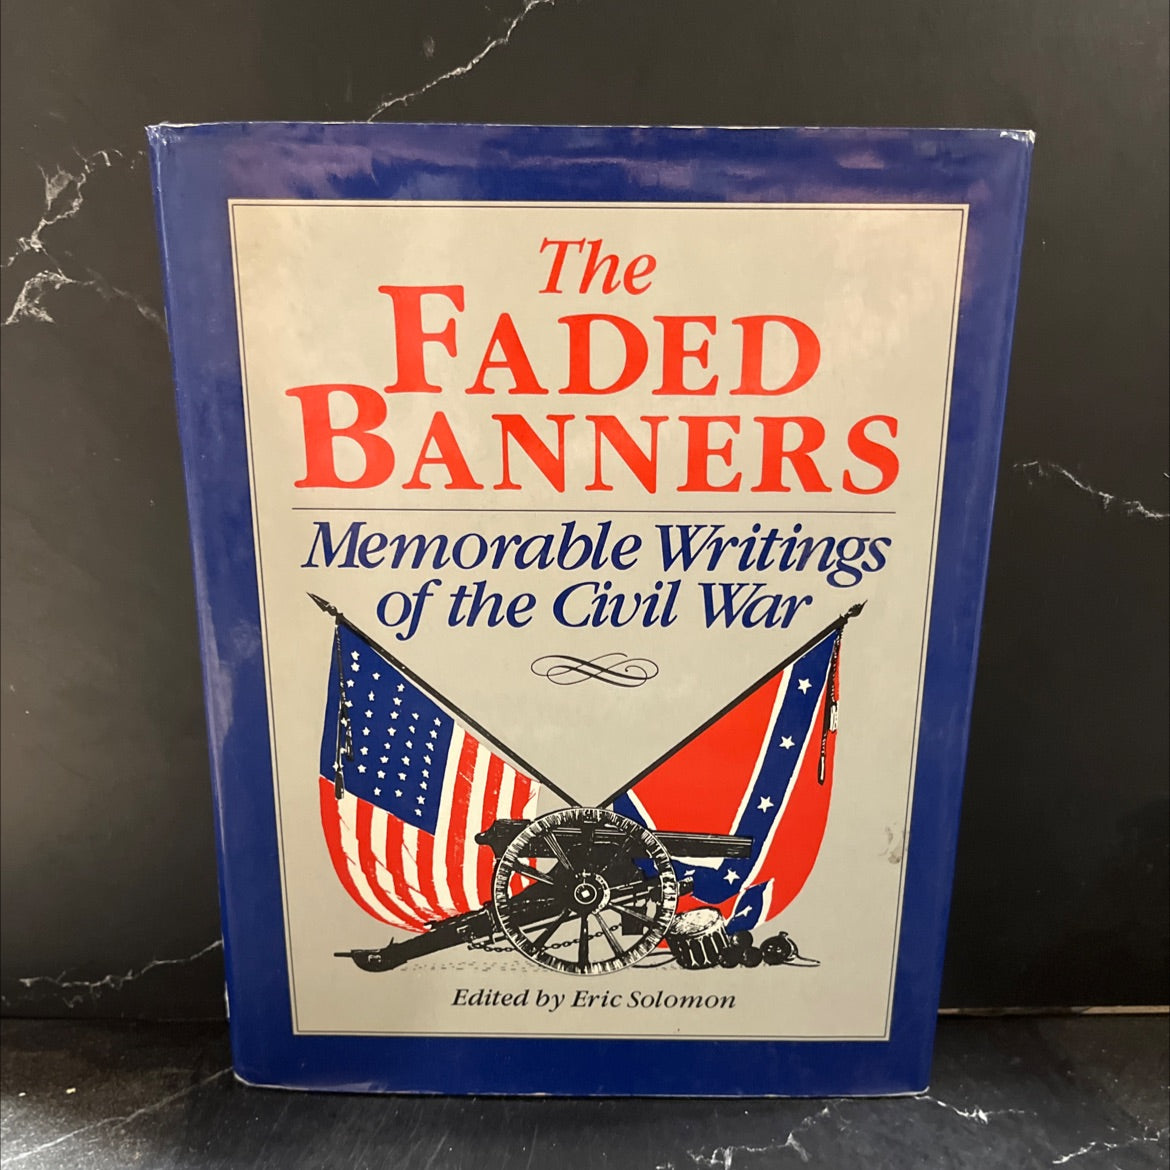 The
FADED
BANNERS
Memorable Writings
of the Civil War
Edited by Eric Solomon